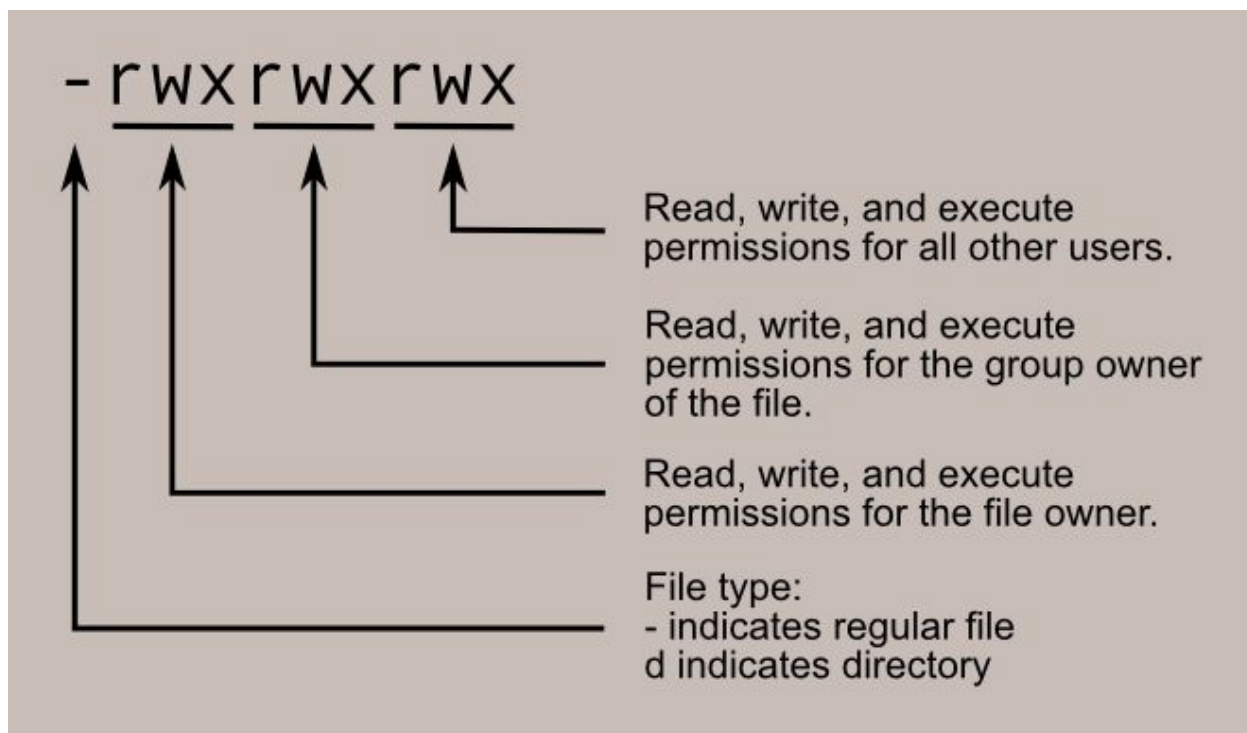 -rwxrwxrwx
Read, write, and execute
permissions for all other users.
Read, write, and execute
permissions for the group owner
of the file.
Read, write, and execute
permissions for the file owner.
File type:
- indicates regular file
d indicates directory